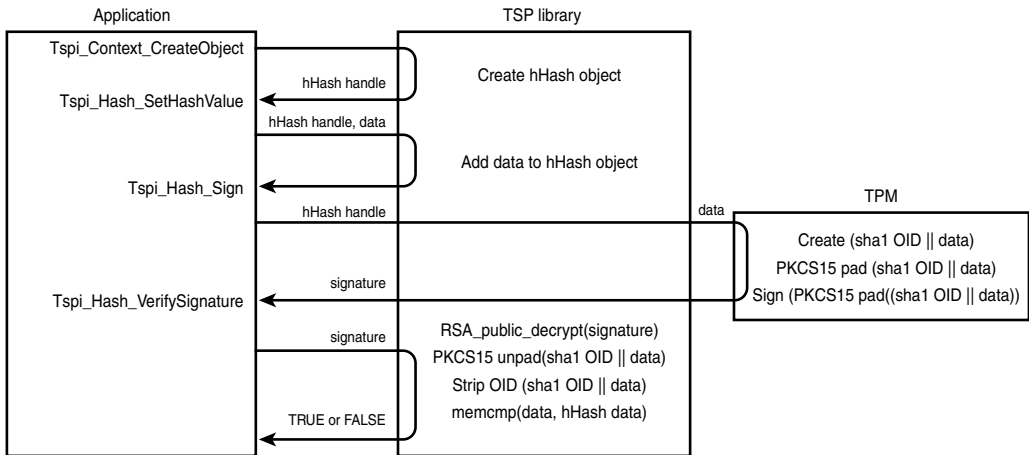 Application
TSP library
Tspi_Context_CreateObject
Create hHash object
hHash handle
Tspi_Hash_SetHashValue
hHash handle, data
Add data to hHash object
Tspi_Hash_Sign
TPM
hHash handle
data
Create (sha1 OID || data)
PKCS15 pad (sha1 OID || data)
signature
Tspi_Hash_VerifySignature
Sign (PKCS15 pad((sha1 OID || data))
signature
RSA_public_decrypt(signature)
PKCS15 unpad(sha1 OID || data)
Strip OID (sha1 OID || data)
memcmp(data, hHash data)
TRUE or FALSE